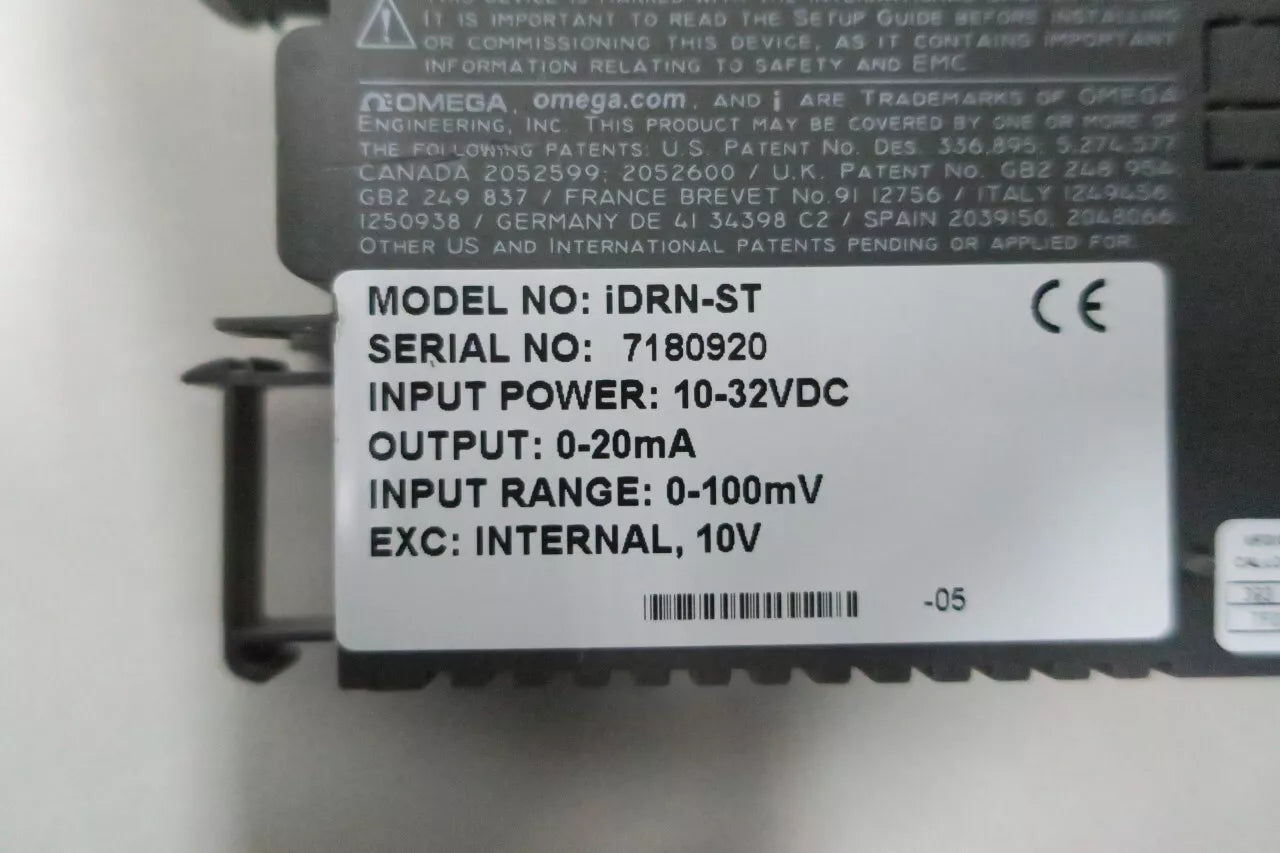 IT IS IMPORTANT TO READ THE SETUP GUIDE BEFORE INSTALLING
OR COMMISSIONING THIS DEVICE, AS IT CONTAINS IMPORTANT
INFORMATION RELATING TO SAFETY AND EMC
OMEGA, omega.com, AND i ARE TRADEMARKS OF OMEGA
ENGINEERING, INC. THIS PRODUCT MAY BE COVERED BY ONE OR MORE OF
THE FOLLOWING PATENTS: U.S. PATENT No. DES. 336,895; 5,274,577
CANADA 2052599; 2052600 / U.K. PATENT No. GB2 248 954
GB2 249 837 / FRANCE BREVET No. 91 12756 / ITALY 1249456,
1250938 / GERMANY DE 41 34398 C2 / SPAIN 2039150, 2048066
OTHER US AND INTERNATIONAL PATENTS PENDING OR APPLIED FOR.
MODEL NO: iDRN-ST CE
SERIAL NO: 7180920
INPUT POWER: 10-32VDC
OUTPUT: 0-20mA
INPUT RANGE: 0-100mV
EXC: INTERNAL, 10V
-05